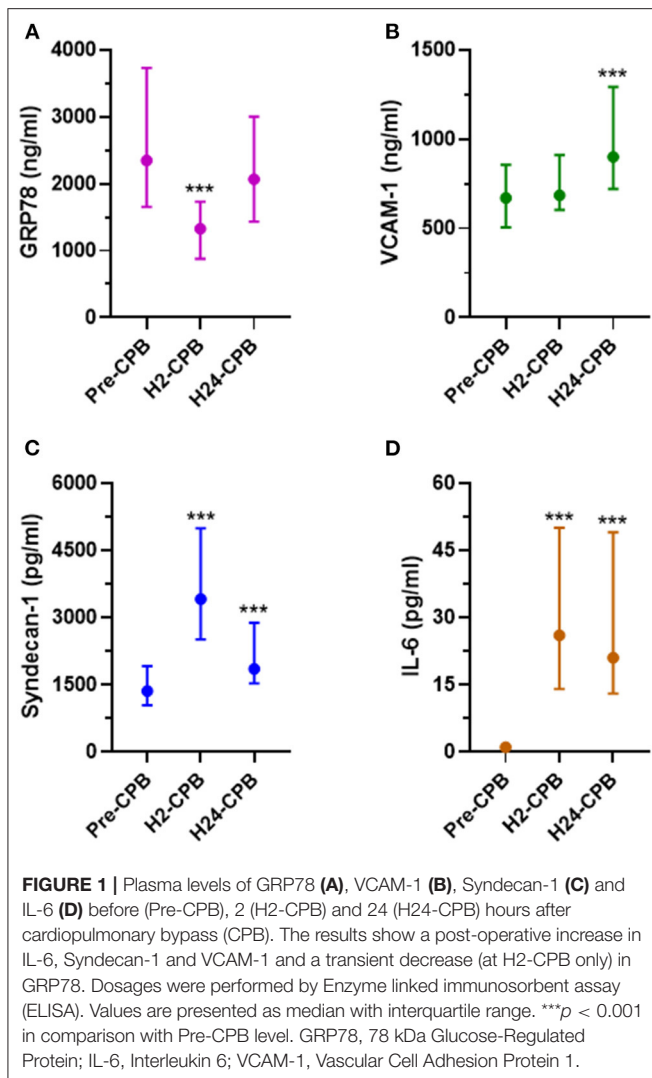 A
GRP78 (ng/ml)
4000
3000
2000
1000
0
***
Pre-CPB
H2-CPB
H24-CPB
B
VCAM-1 (ng/ml)
1500
1000
500
0
***
Pre-CPB
H2-CPB
H24-CPB
C
Syndecan-1 (pg/ml)
6000
4500
3000
1500
0
***
***
Pre-CPB
H2-CPB
H24-CPB
D
IL-6 (pg/ml)
60
45
30
15
0
***
***
Pre-CPB
H2-CPB
H24-CPB
FIGURE 1 | Plasma levels of GRP78 (A), VCAM-1 (B), Syndecan-1 (C) and
IL-6 (D) before (Pre-CPB), 2 (H2-CPB) and 24 (H24-CPB) hours after
cardiopulmonary bypass (CPB). The results show a post-operative increase in
IL-6, Syndecan-1 and VCAM-1 and a transient decrease (at H2-CPB only) in
GRP78. Dosages were performed by Enzyme linked immunosorbent assay
(ELISA). Values are presented as median with interquartile range. ***p < 0.001
in comparison with Pre-CPB level. GRP78, 78 kDa Glucose-Regulated
Protein; IL-6, Interleukin 6; VCAM-1, Vascular Cell Adhesion Protein 1.